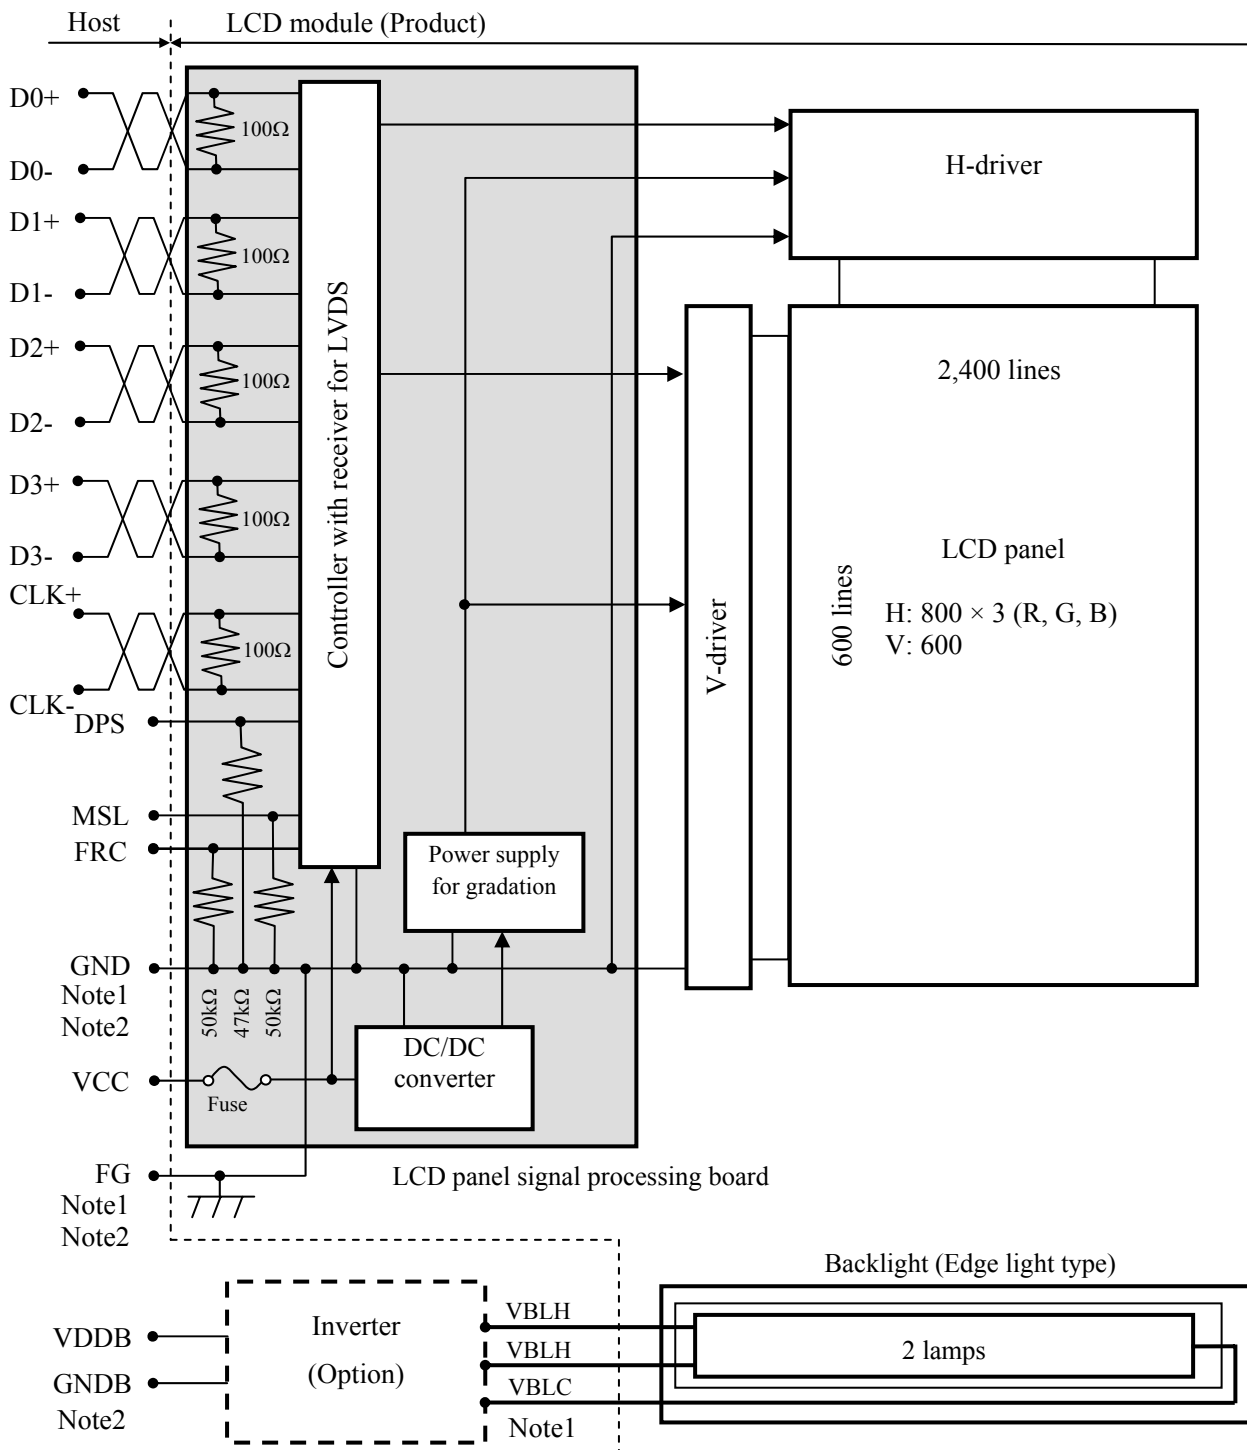 Host
LCD module (Product)
D0+
100Ω
D0-
H-driver
D1+
100Ω
D1-
D2+
100Ω
D2-
D3+
100Ω
D3-
CLK+
100Ω
CLK-
Controller with receiver for LVDS
V-driver
2,400 lines
600 lines
LCD panel
H: 800 × 3 (R, G, B)
V: 600
DPS
MSL
FRC
Power supply
for gradation
GND
Note1
Note2
50kΩ
47kΩ
50kΩ
DC/DC
converter
VCC
Fuse
FG
Note1
Note2
LCD panel signal processing board
Backlight (Edge light type)
VDDB
GNDB
Note2
Inverter
(Option)
VBLH
VBLH
VBLC
Note1
2 lamps